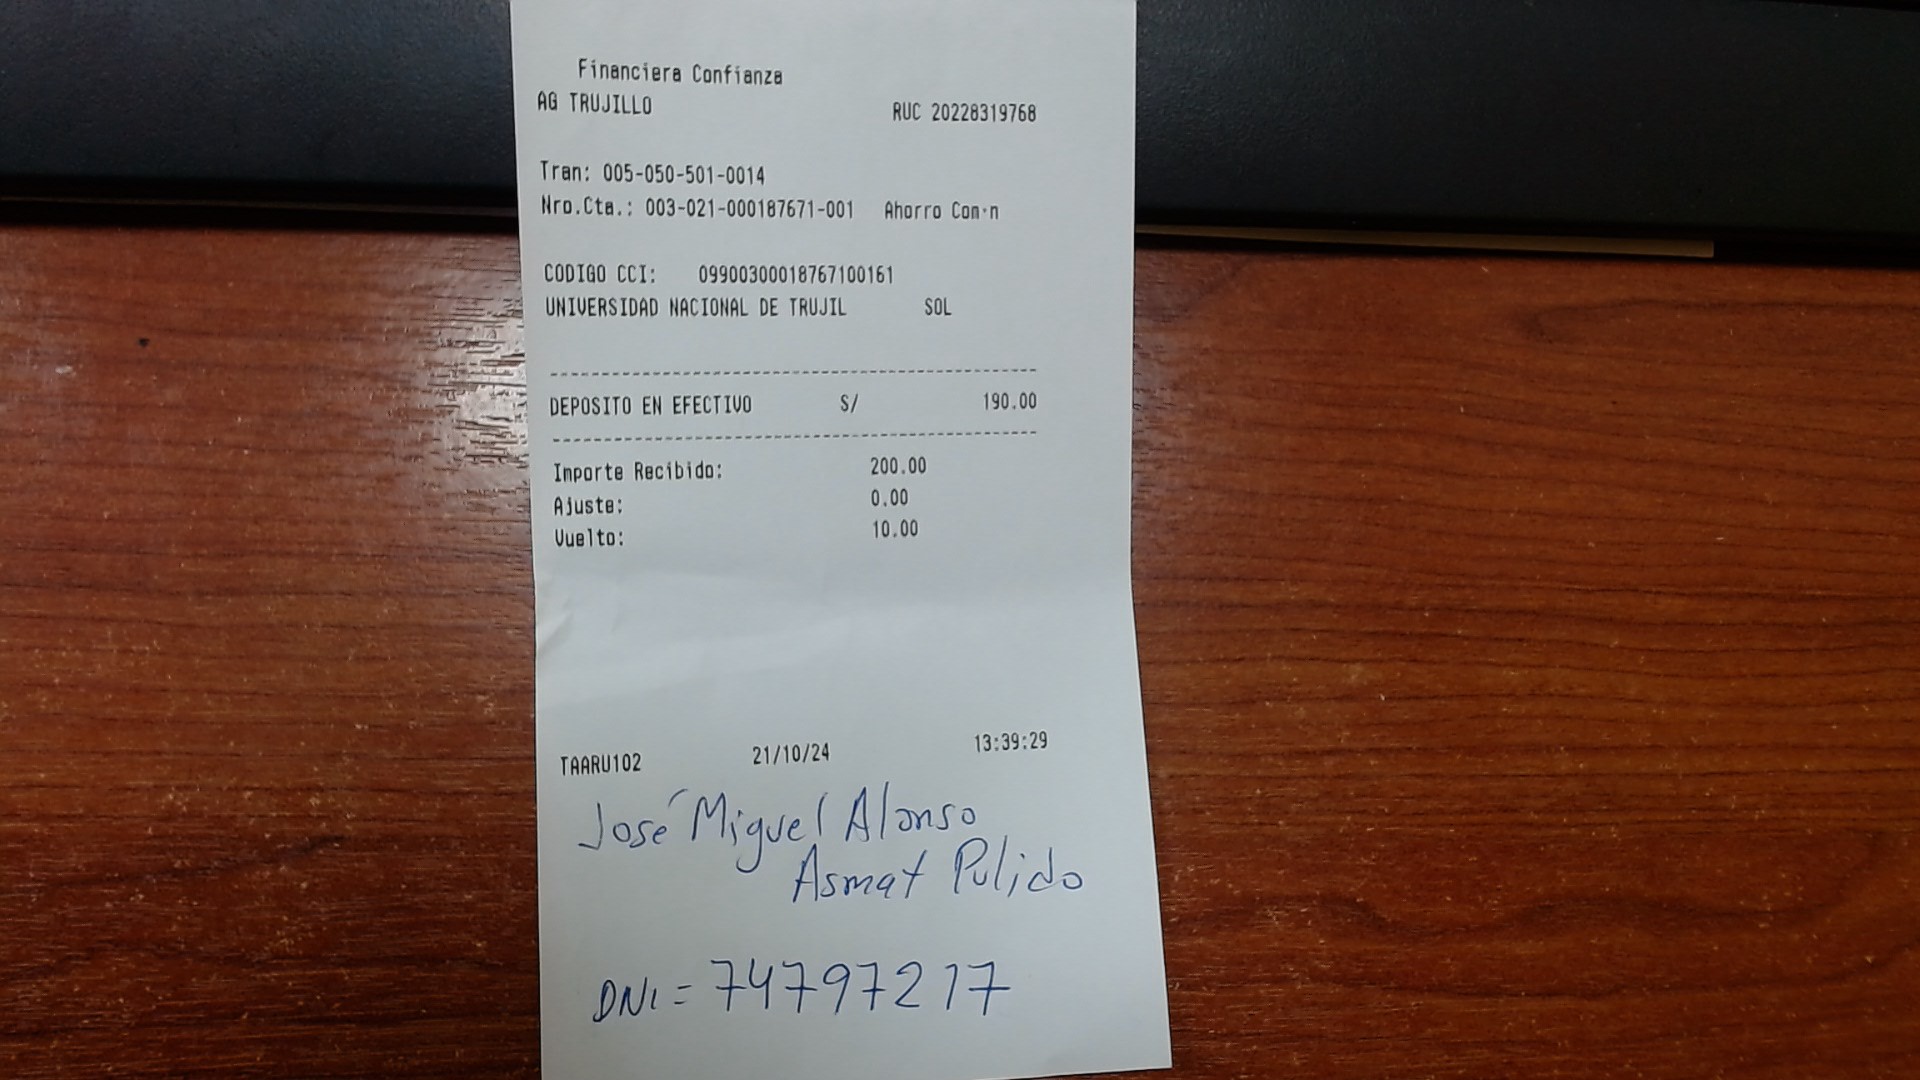 Financiera Confianza
AG TRUJILLO RUC 20228319768
Tran: 005-050-501-0014
Nro.Cta.: 003-021-000187671-001 Ahorro Com·n
CODIGO CCI: 09900300018767100161
UNIVERSIDAD NACIONAL DE TRUJIL SOL
DEPOSITO EN EFECTIVO S/ 190.00
Importe Recibido: 200.00
Ajuste: 0.00
Vuelto: 10.00
TAARU102 21/10/24 13:39:29
José Miguel Alonso
Asmat Pulido
DNI = 74797217